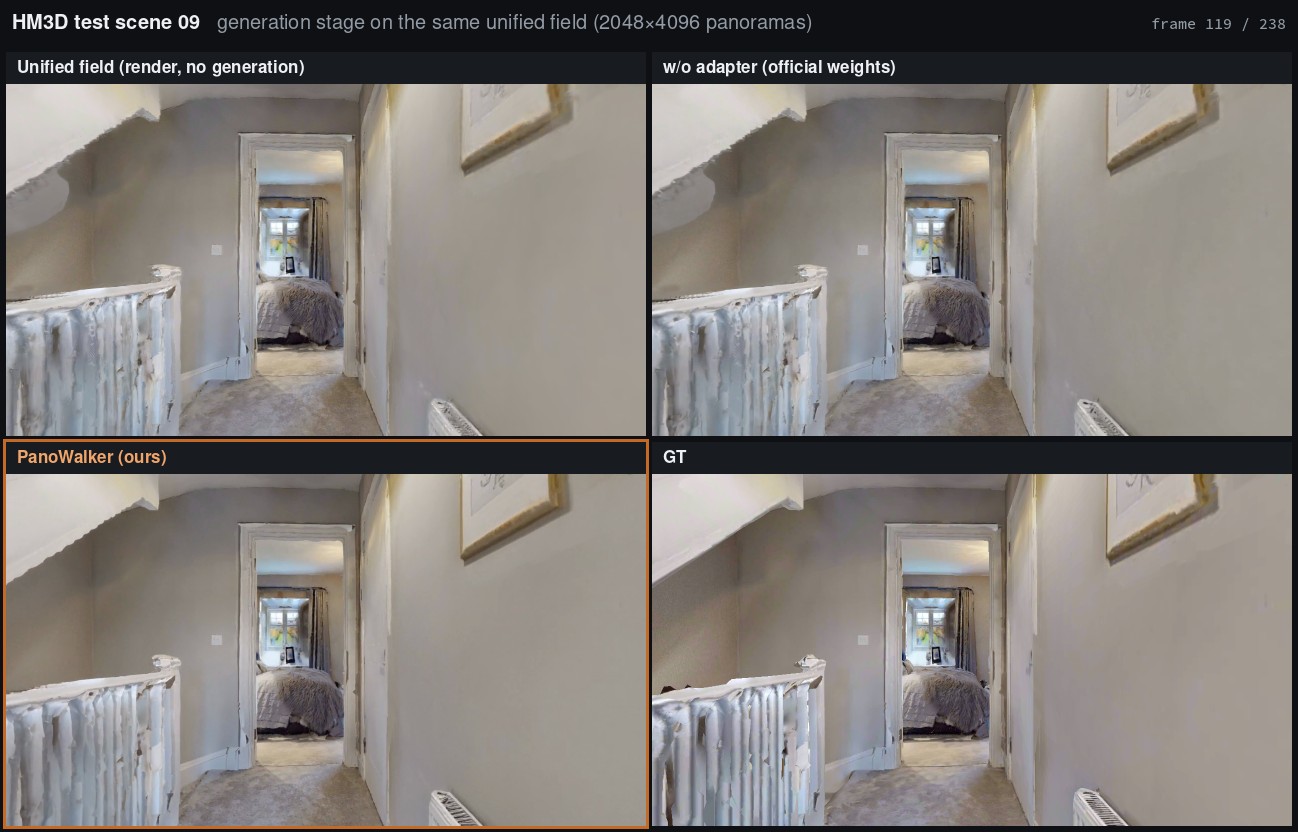 HM3D test scene 09 generation stage on the same unified field (2048×4096 panoramas) frame 119 / 238
Unified field (render, no generation) w/o adapter (official weights)
PanoWalker (ours) GT